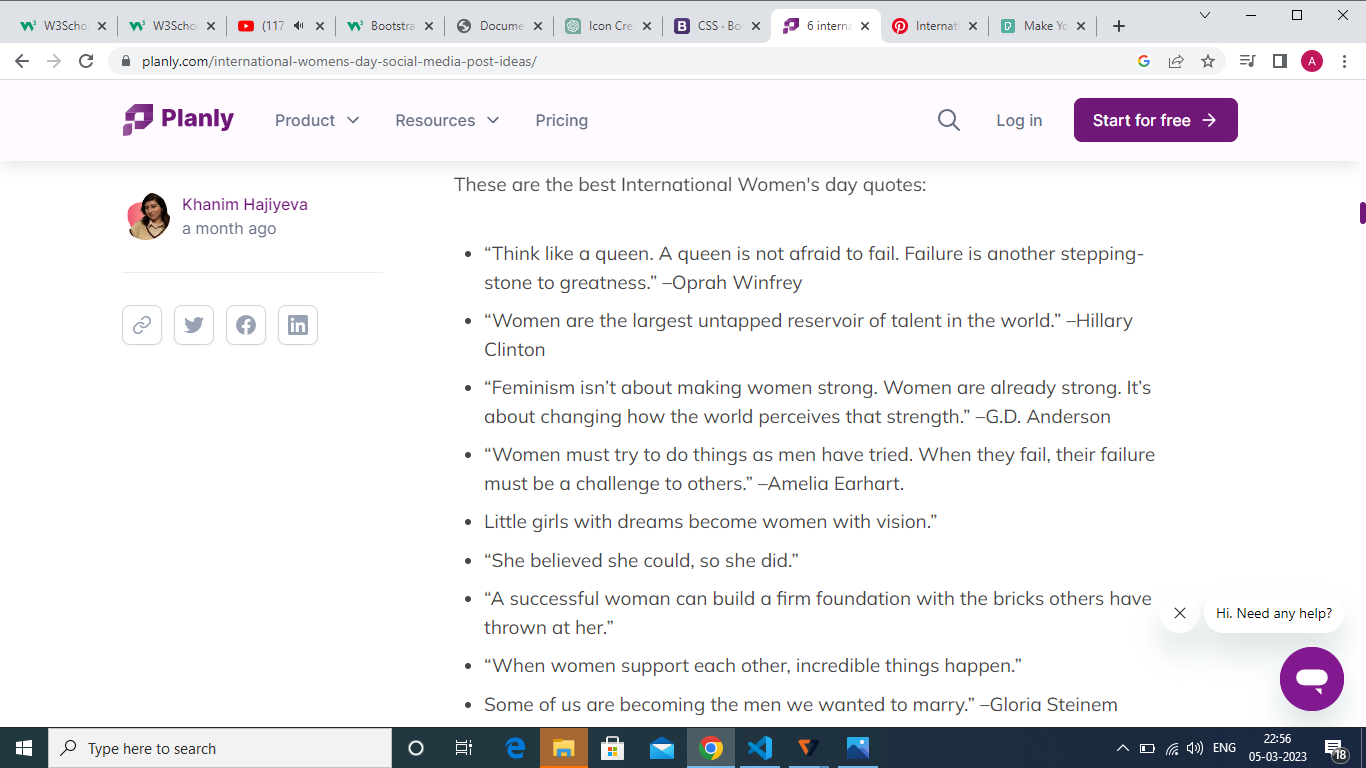 W3Scho
W3Scho
(117
Bootstra
Docume
Icon Cre
CSS · Bo
6 interna
Internati
Make Yo
planly.com/international-womens-day-social-media-post-ideas/
A
Planly
Product
Resources
Pricing
Log in
Start for free
These are the best International Women's day quotes:
Khanim Hajiyeva
a month ago
“Think like a queen. A queen is not afraid to fail. Failure is another stepping-
stone to greatness.” –Oprah Winfrey
“Women are the largest untapped reservoir of talent in the world.” –Hillary
Clinton
“Feminism isn’t about making women strong. Women are already strong. It’s
about changing how the world perceives that strength.” –G.D. Anderson
“Women must try to do things as men have tried. When they fail, their failure
must be a challenge to others.” –Amelia Earhart.
Little girls with dreams become women with vision.”
“She believed she could, so she did.”
“A successful woman can build a firm foundation with the bricks others have
thrown at her.”
“When women support each other, incredible things happen.”
Some of us are becoming the men we wanted to marry.” –Gloria Steinem
Hi. Need any help?
Type here to search
ENG
22:56
05-03-2023
18